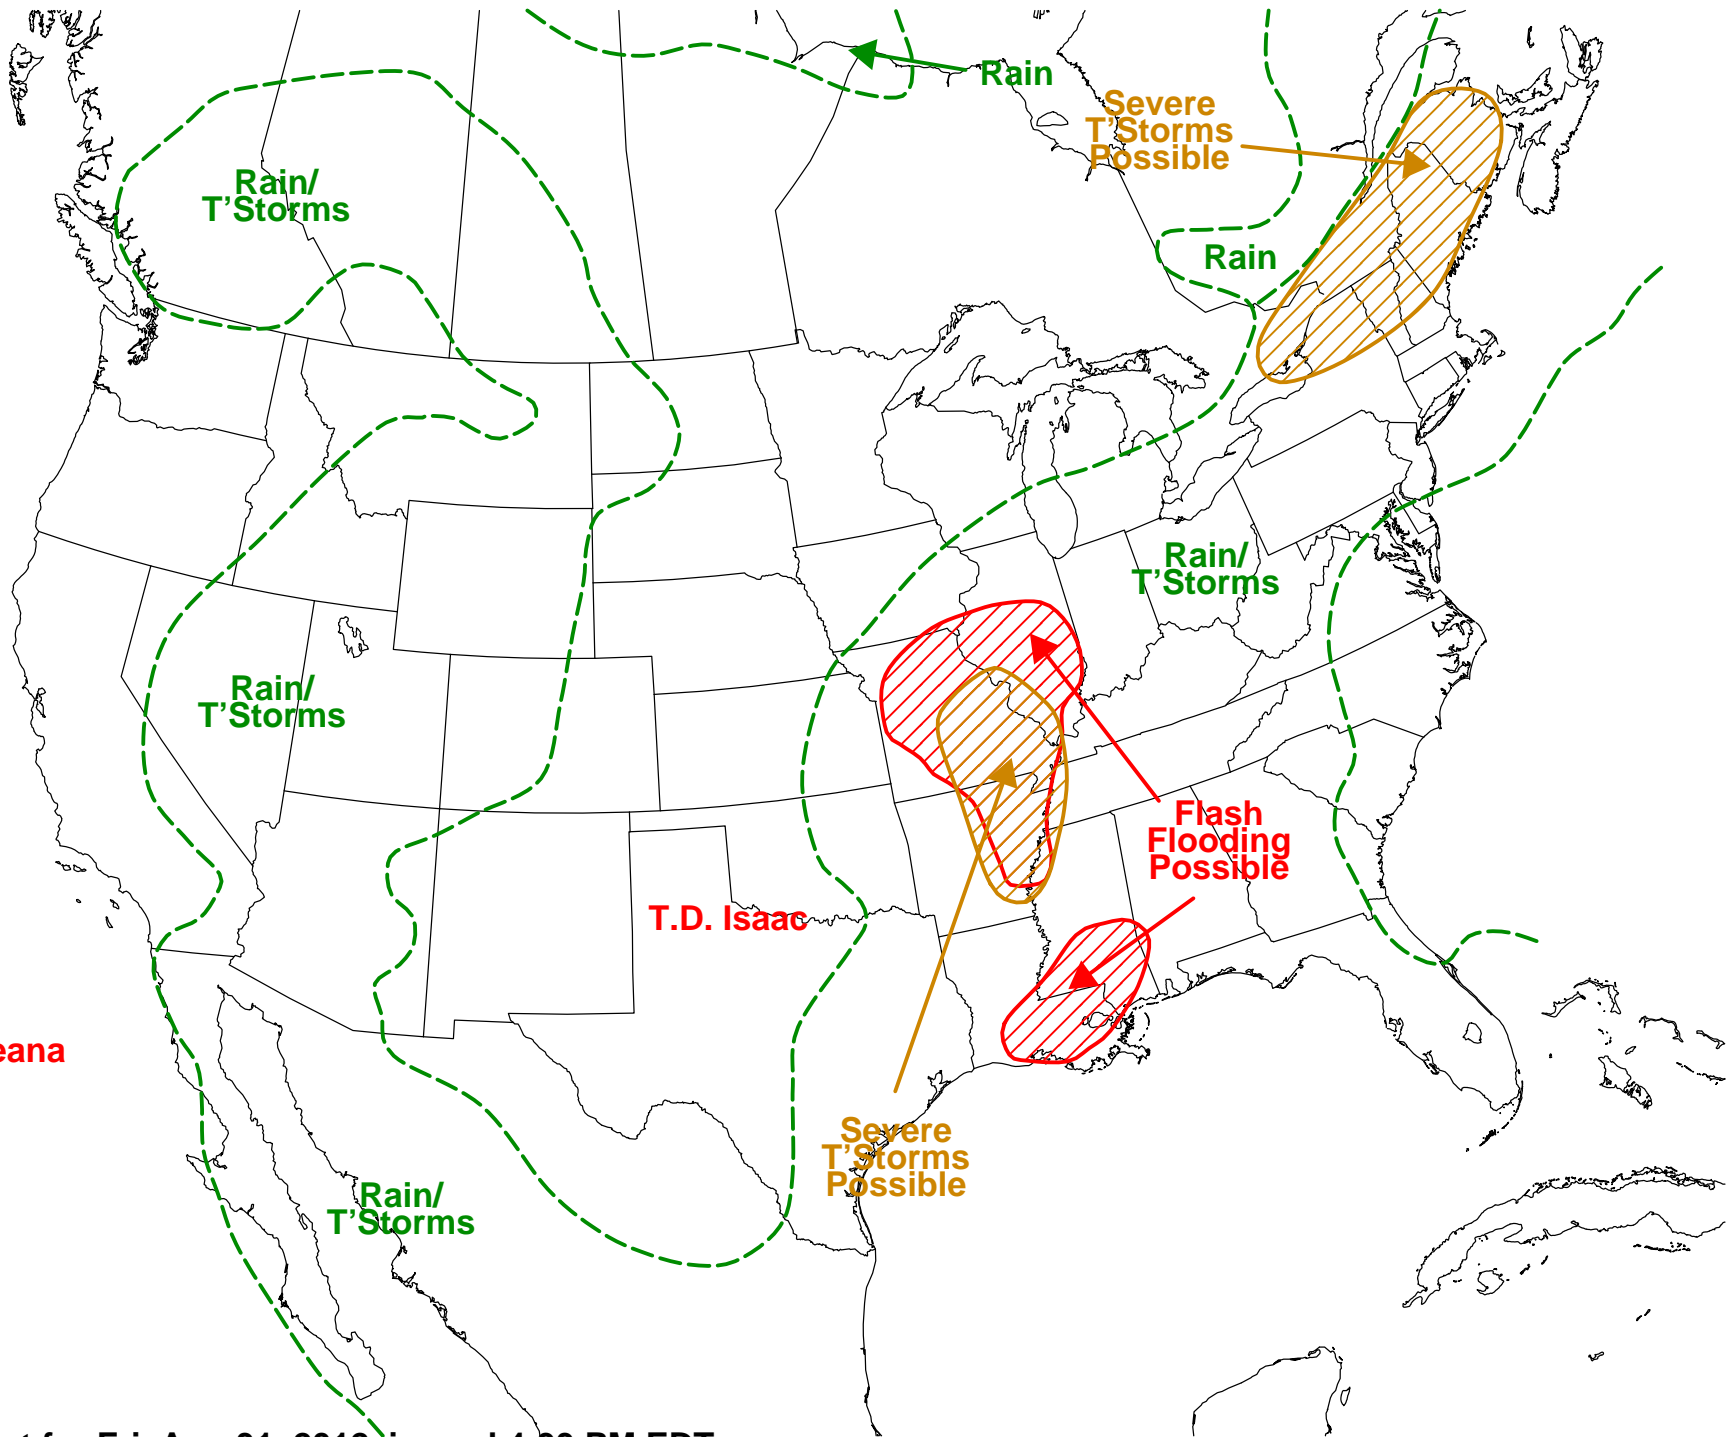 Rain
Severe
T'Storms
Possible
Rain/
T'Storms
Rain
Rain/
T'Storms
Rain/
T'Storms
Flash
Flooding
Possible
T.D. Isaac
eana
Severe
T'Storms
Possible
Rain/
T'Storms